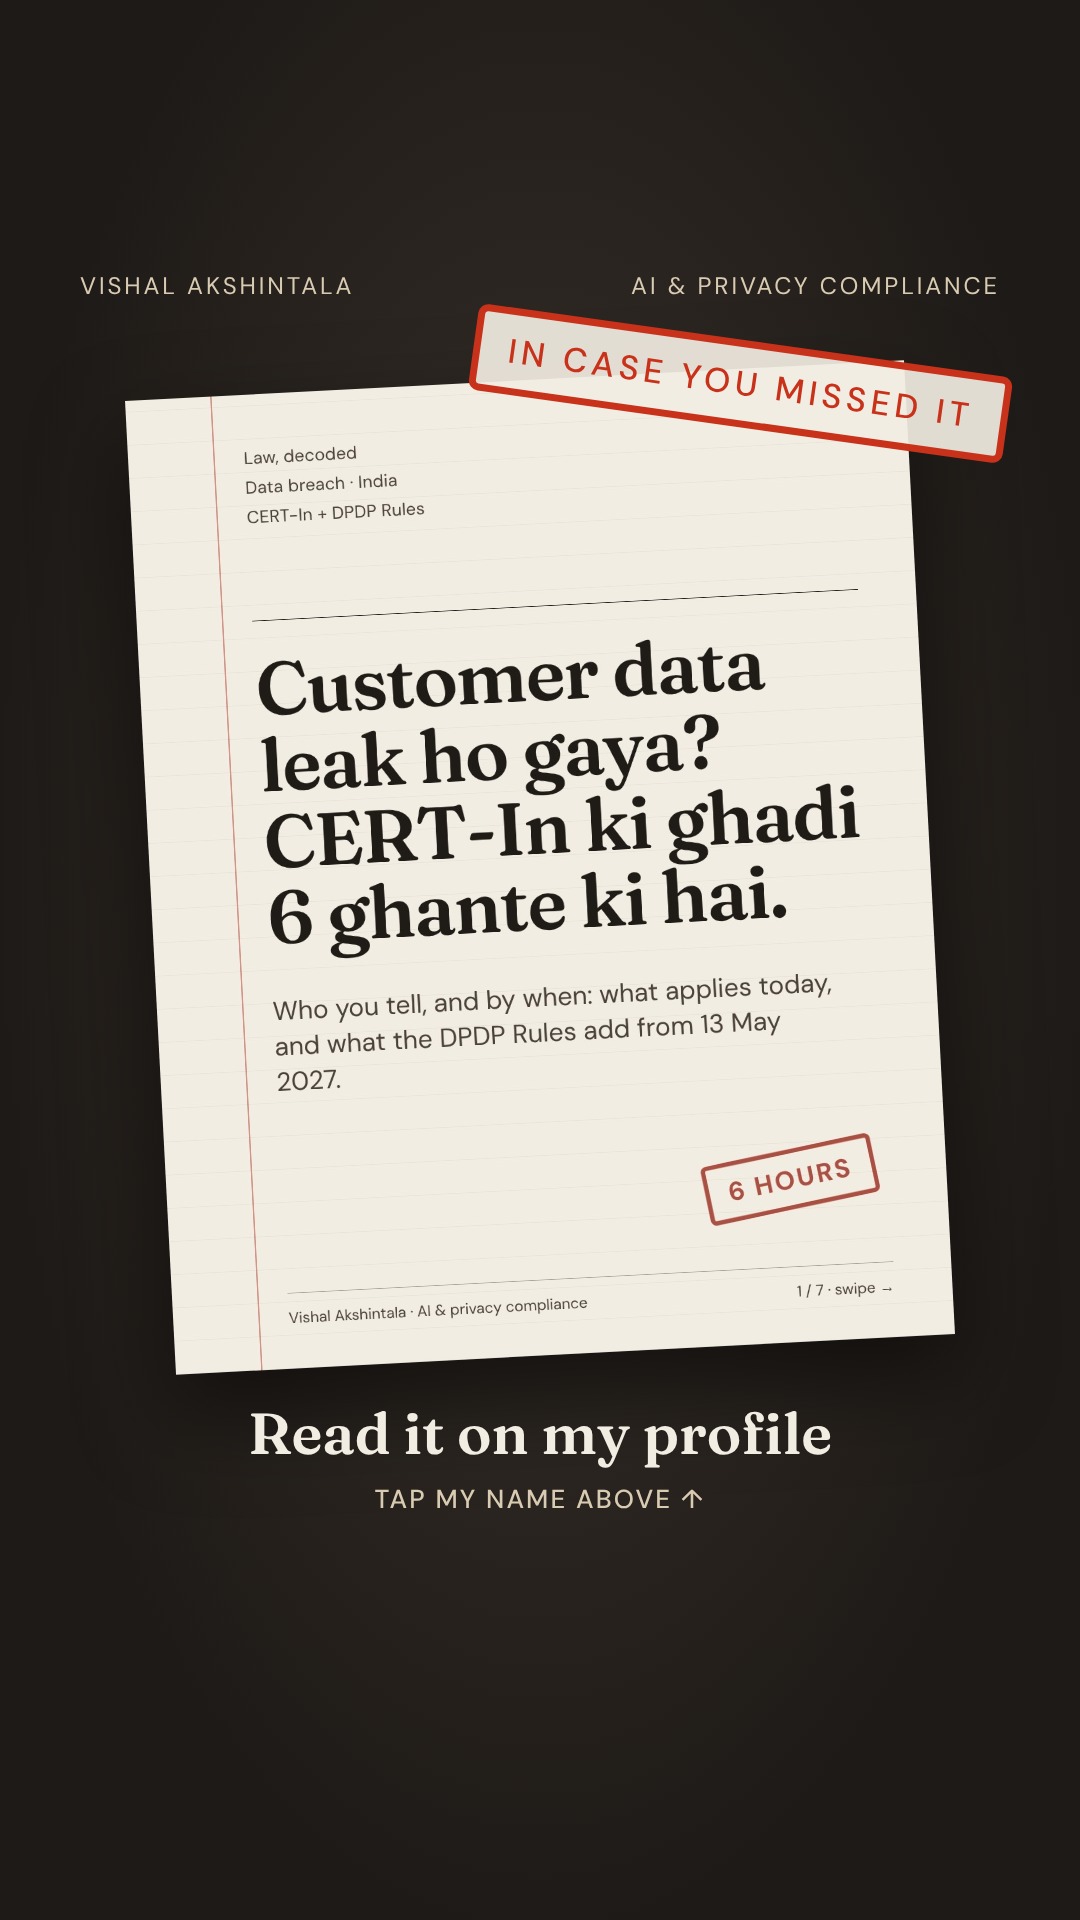 VISHAL AKSHINTALA
AI & PRIVACY COMPLIANCE
IN CASE YOU MISSED IT
Law, decoded
Data breach · India
CERT-In + DPDP Rules
Customer data
leak ho gaya?
CERT-In ki ghadi
6 ghante ki hai.
Who you tell, and by when: what applies today,
and what the DPDP Rules add from 13 May
2027.
6 HOURS
Vishal Akshintala · AI & privacy compliance
1 / 7 · swipe →
Read it on my profile
TAP MY NAME ABOVE ↑